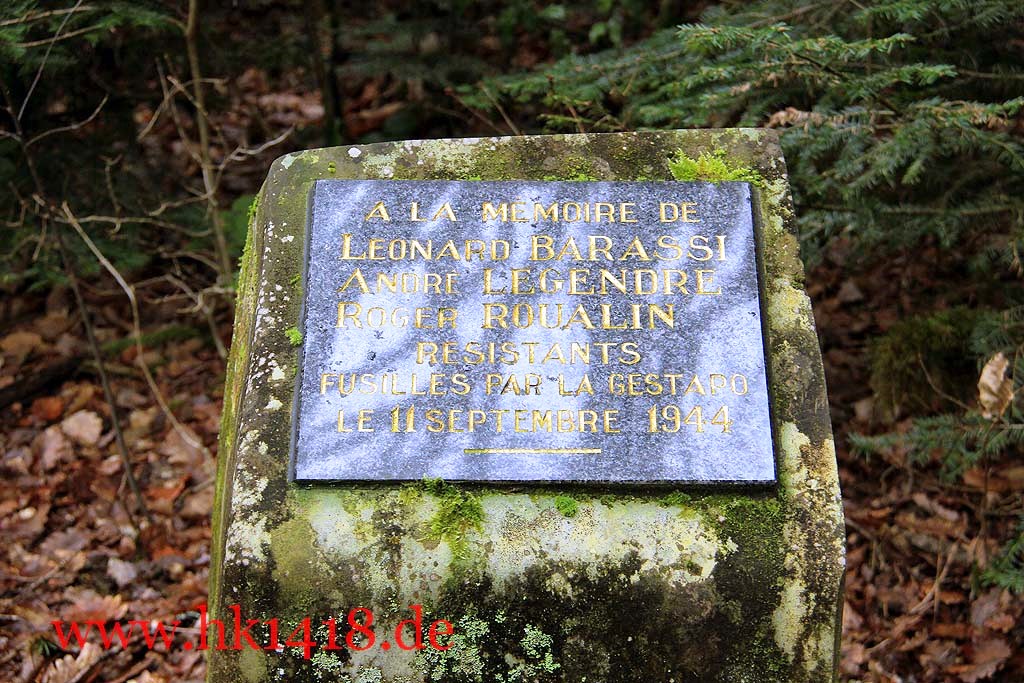 A LA MEMOIRE DE
LEONARD BARASSI
ANDRÉ LEGENDRE
ROGER ROUALIN
RESISTANTS
FUSILLES PAR LA GESTAPO
LE 11 SEPTEMBRE 1944
www.hk1418.de